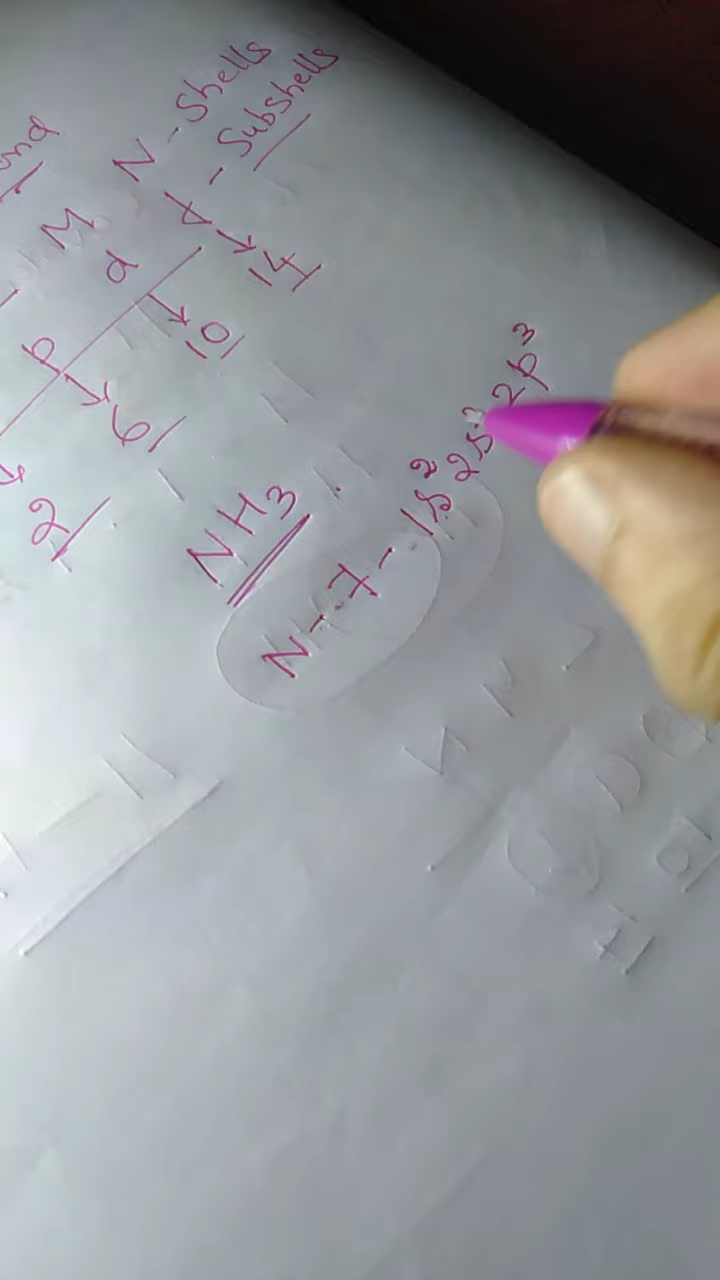 M N - Shells
p d f - Subshells
2 6 10 14
NH3
N - 7 - 1s² 2s² 2p³